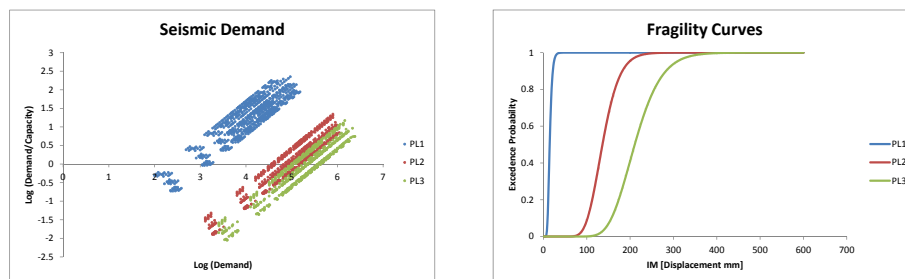 Seismic Demand
Log (Demand/Capacity)
3
2.5
2
1.5
1
0.5
0
-0.5
-1
-1.5
-2
-2.5
0 1 2 3 4 5 6 7
Log (Demand)
PL1
PL2
PL3
Fragility Curves
Excedence Probability
1
0.8
0.6
0.4
0.2
0
0 100 200 300 400 500 600 700
IM [Displacement mm]
PL1
PL2
PL3